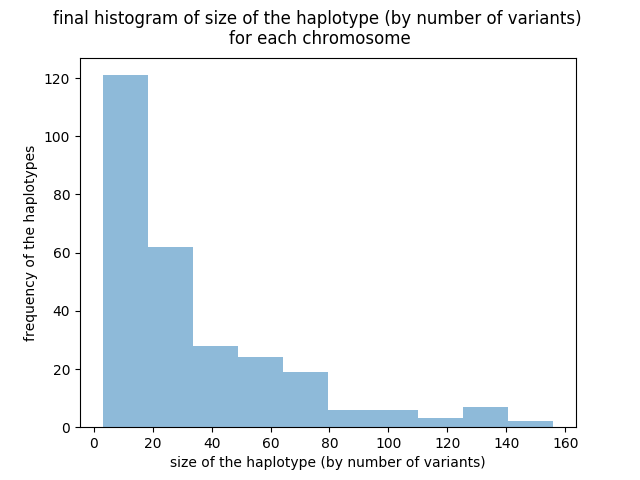 final histogram of size of the haplotype (by number of variants)
for each chromosome
frequency of the haplotypes
120
100
80
60
40
20
0
0 20 40 60 80 100 120 140 160
size of the haplotype (by number of variants)